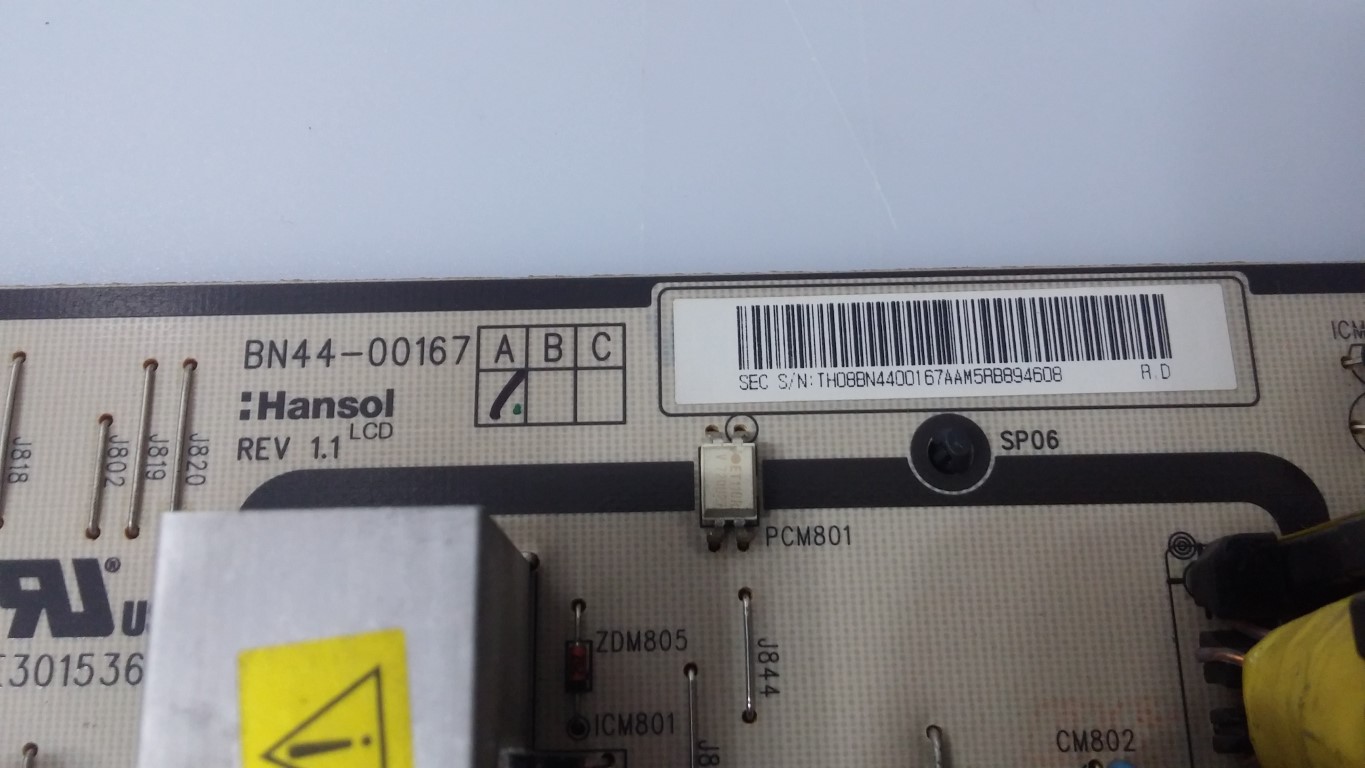 BN44-00167 A B C
:Hansol
LCD
REV 1.1
SEC S/N:TH08BN4400167AAM5RB894608 R.D
SP06
PCM801
J818
J802
J819
J820
ZDM805
J844
ICM801
CM802
E301536